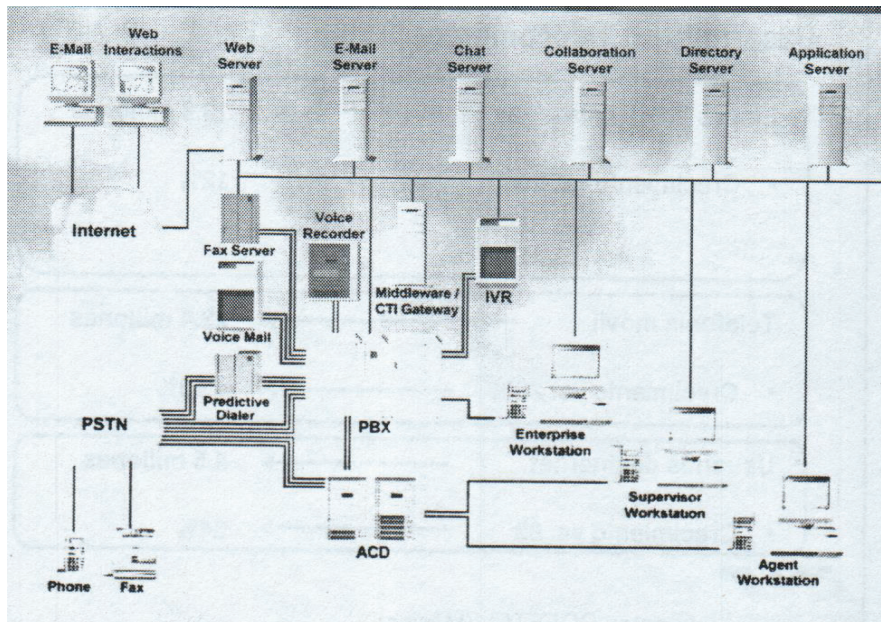 E-Mail
Web
Interactions
Web
Server
E-Mail
Server
Chat
Server
Collaboration
Server
Directory
Server
Application
Server
Internet
Fax Server
Voice
Recorder
Middleware /
CTI Gateway
IVR
Voice Mail
Predictive
Dialer
PSTN
PBX
Enterprise
Workstation
Supervisor
Workstation
ACD
Agent
Workstation
Phone
Fax
Telefonía móvil